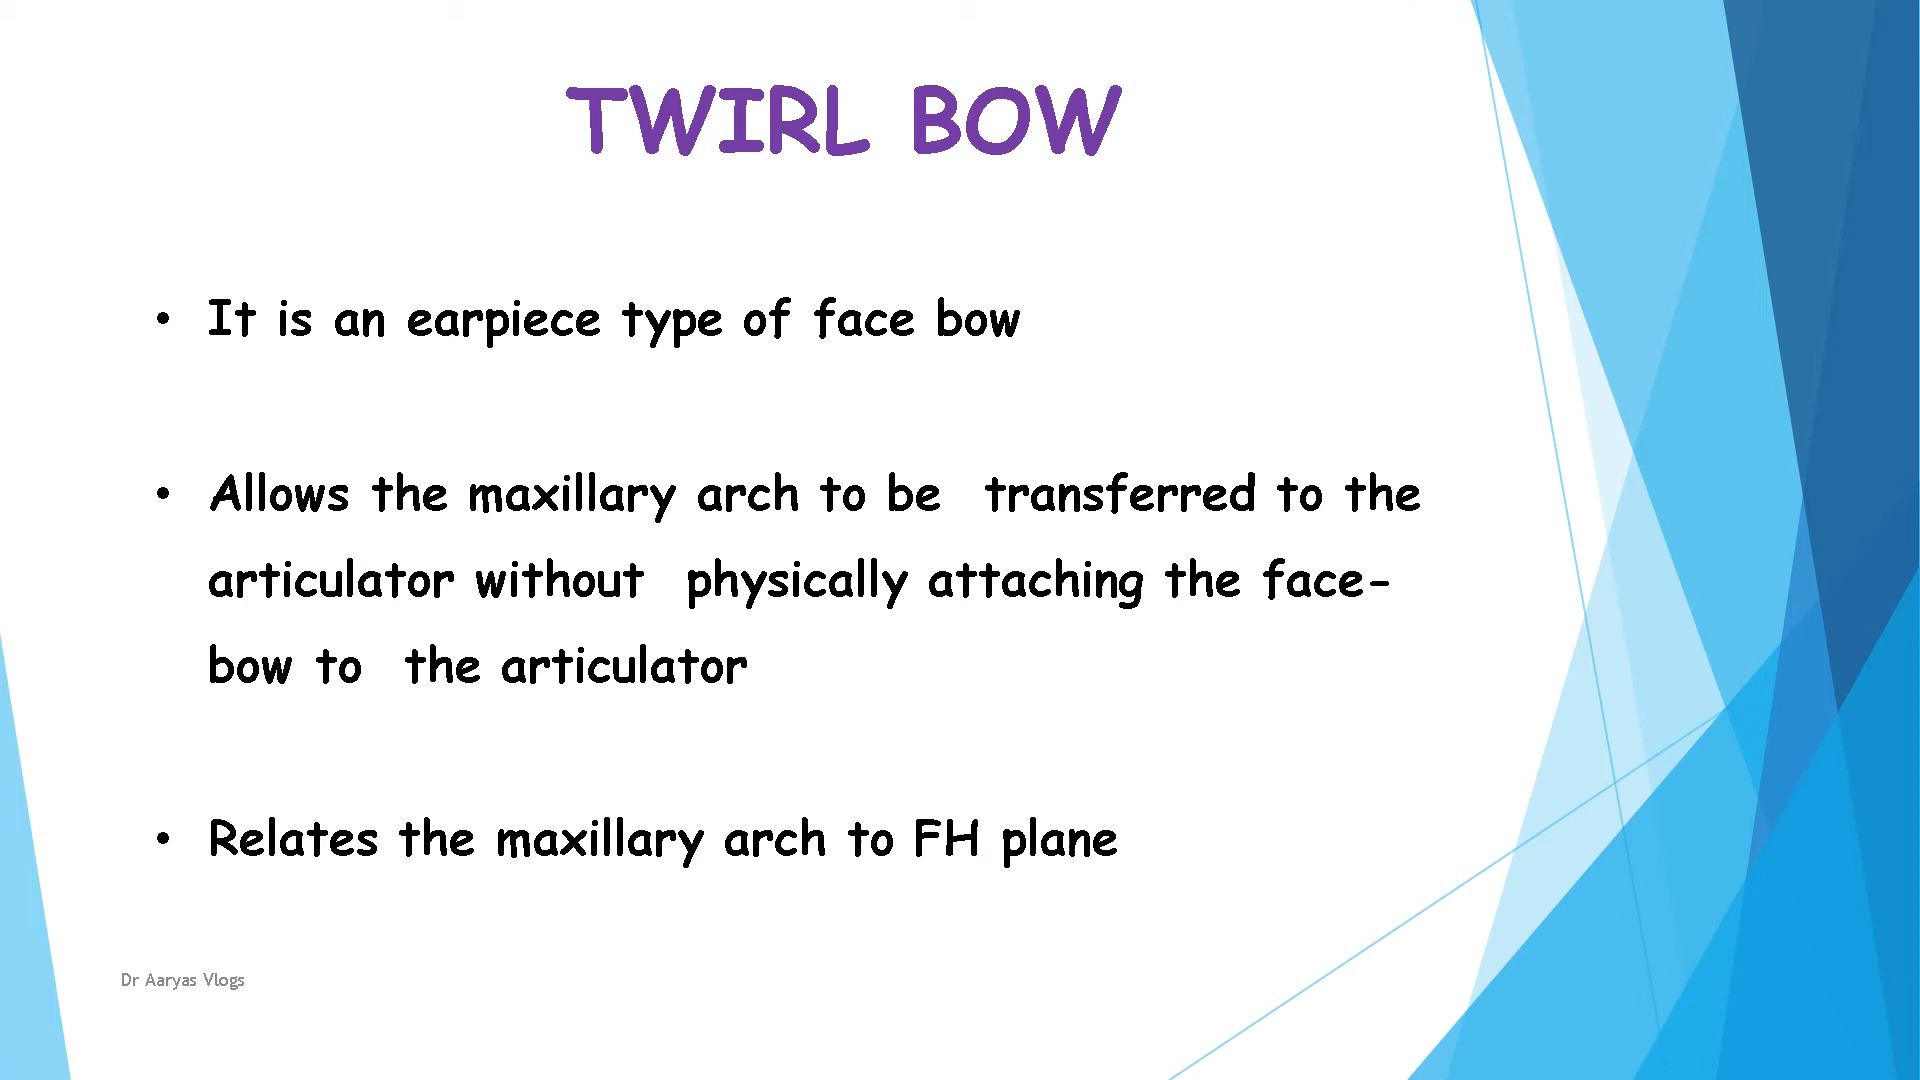 TWIRL BOW
• It is an earpiece type of face bow
• Allows the maxillary arch to be transferred to the
articulator without physically attaching the face-
bow to the articulator
• Relates the maxillary arch to FH plane
Dr Aaryas Vlogs